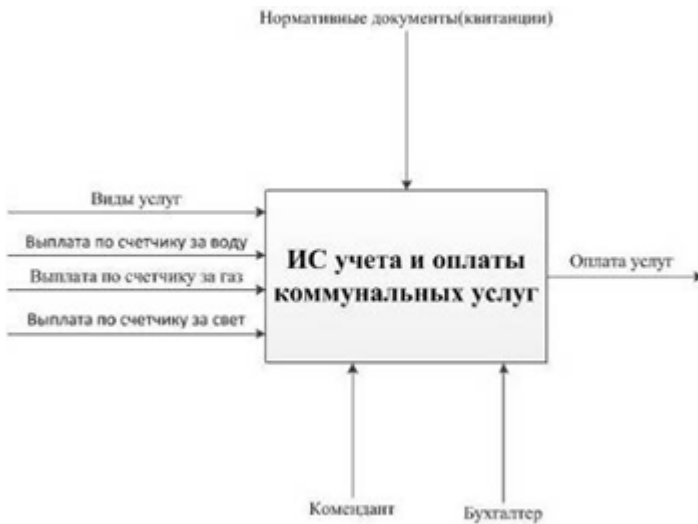 Нормативные документы(квитанции)
Виды услуг
Выплата по счетчику за воду
Выплата по счетчику за газ
Выплата по счетчику за свет
ИС учета и оплаты
коммунальных услуг
Оплата услуг
Комендант
Бухгалтер